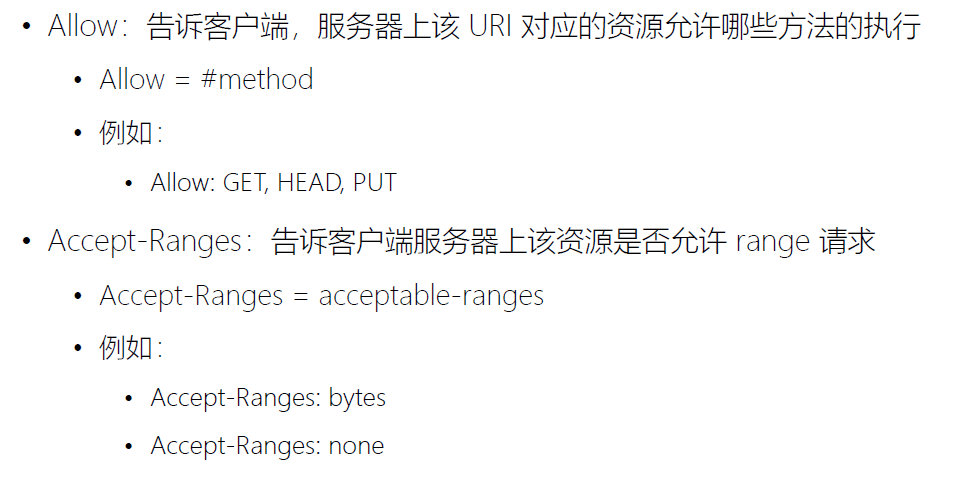 • Allow：告诉客户端，服务器上该 URI 对应的资源允许哪些方法的执行
• Allow = #method
• 例如：
• Allow: GET, HEAD, PUT
• Accept-Ranges：告诉客户端服务器上该资源是否允许 range 请求
• Accept-Ranges = acceptable-ranges
• 例如：
• Accept-Ranges: bytes
• Accept-Ranges: none